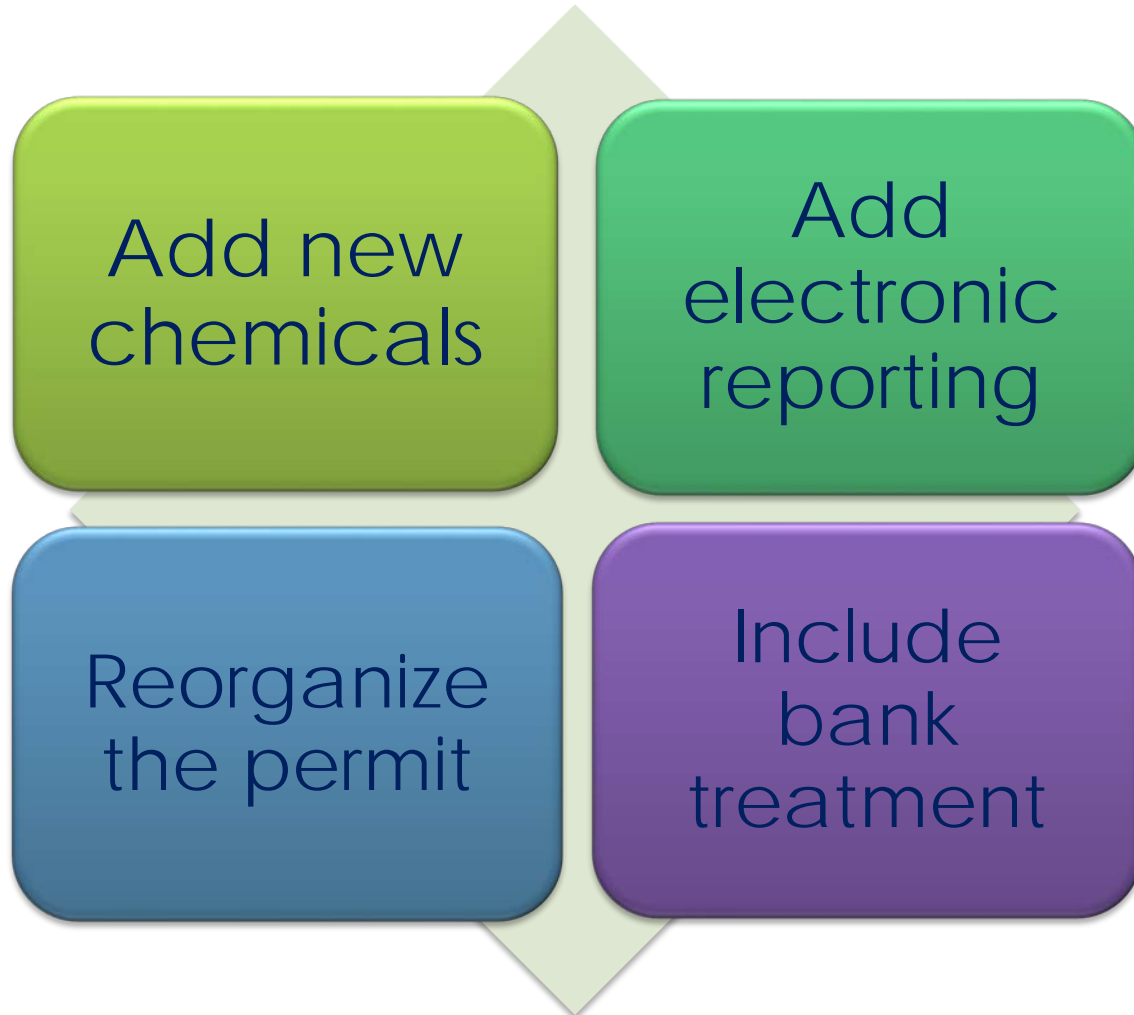 Add new
chemicals
Add
electronic
reporting
Reorganize
the permit
Include
bank
treatment